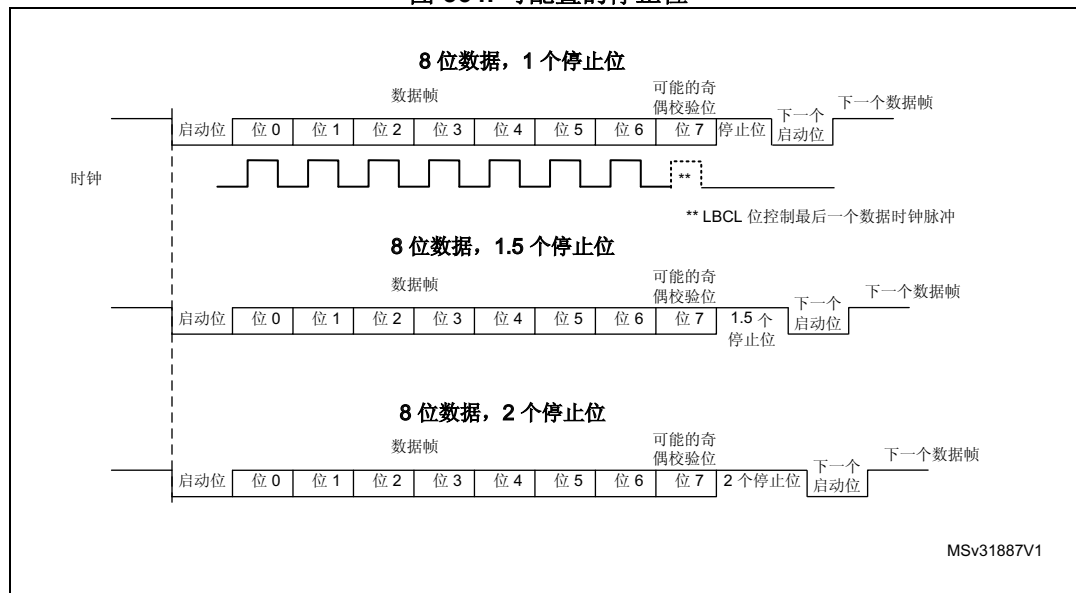 8 位数据，1 个停止位
数据帧
可能的奇
偶校验位
下一个数据帧
启动位 位 0 位 1 位 2 位 3 位 4 位 5 位 6 位 7 停止位
下一个
启动位
时钟
**
** LBCL 位控制最后一个数据时钟脉冲
8 位数据，1.5 个停止位
数据帧
可能的奇
偶校验位
下一个数据帧
启动位 位 0 位 1 位 2 位 3 位 4 位 5 位 6 位 7
1.5 个
停止位
下一个
启动位
8 位数据，2 个停止位
数据帧
可能的奇
偶校验位
下一个数据帧
启动位 位 0 位 1 位 2 位 3 位 4 位 5 位 6 位 7 2 个停止位
下一个
启动位
MSv31887V1